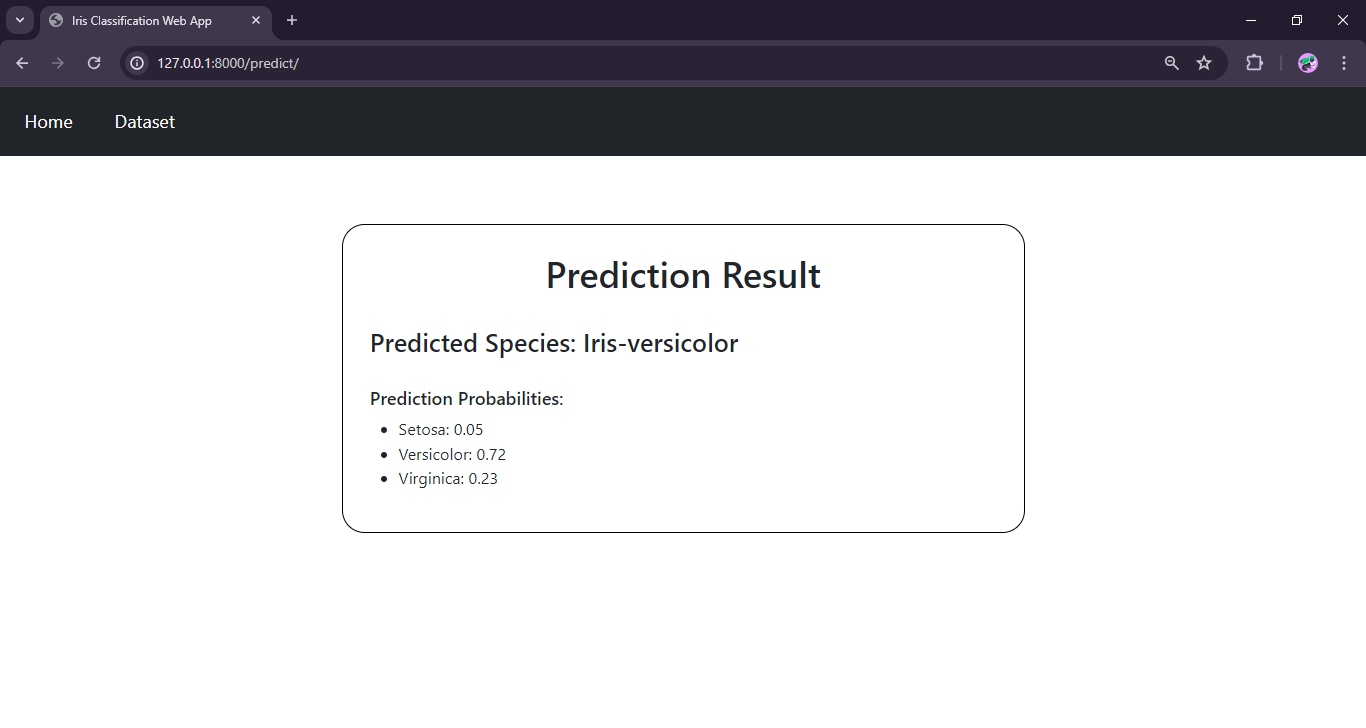 Iris Classification Web App
127.0.0.1:8000/predict/
Home Dataset
Prediction Result
Predicted Species: Iris-versicolor
Prediction Probabilities:
Setosa: 0.05
Versicolor: 0.72
Virginica: 0.23